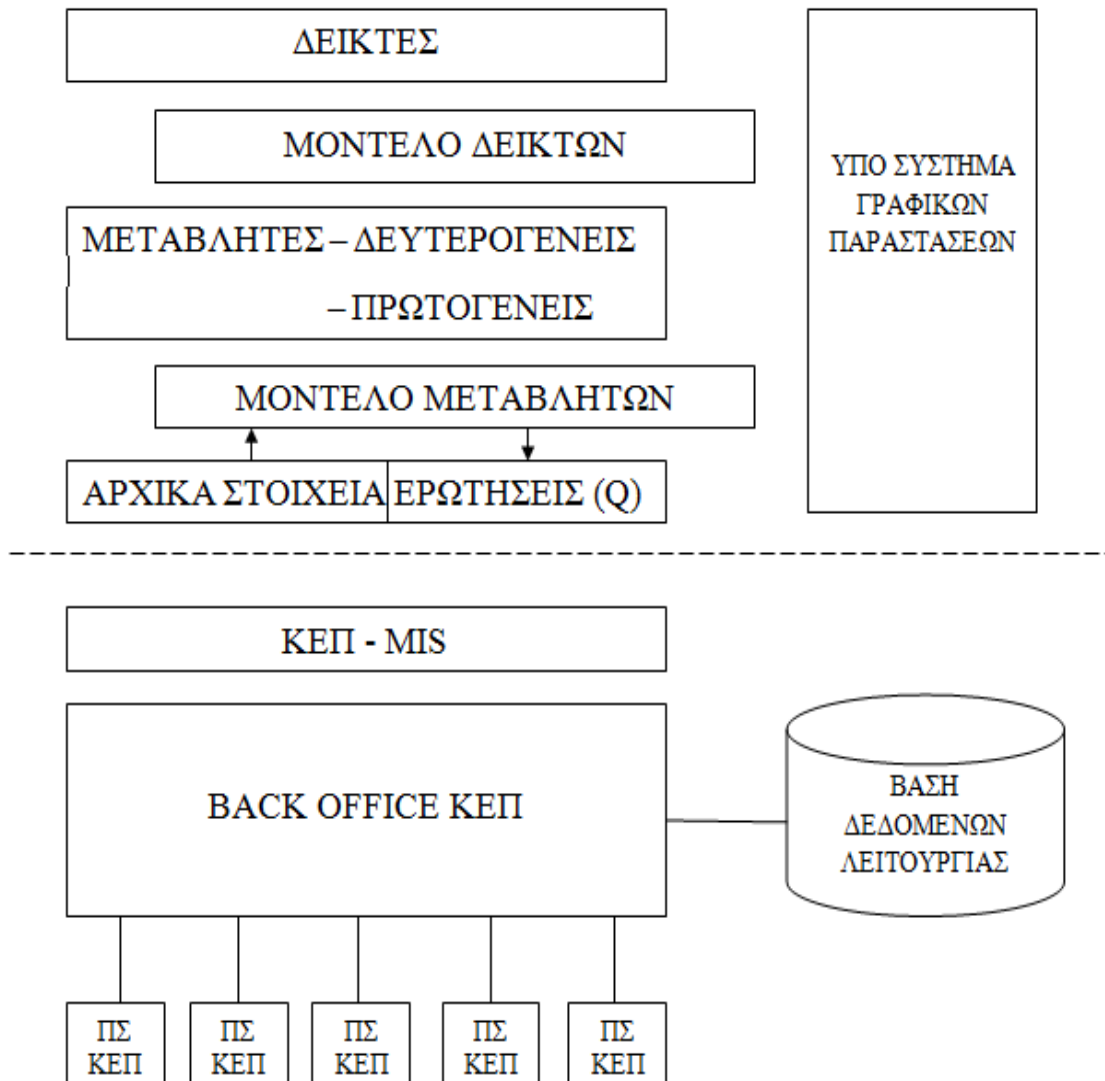 ΔΕΙΚΤΕΣ
ΜΟΝΤΕΛΟ ΔΕΙΚΤΩΝ
ΜΕΤΑΒΛΗΤΕΣ – ΔΕΥΤΕΡΟΓΕΝΕΙΣ
– ΠΡΩΤΟΓΕΝΕΙΣ
ΜΟΝΤΕΛΟ ΜΕΤΑΒΛΗΤΩΝ
ΑΡΧΙΚΑ ΣΤΟΙΧΕΙΑ
ΕΡΩΤΗΣΕΙΣ (Q)
ΥΠΟ ΣΥΣΤΗΜΑ
ΓΡΑΦΙΚΩΝ
ΠΑΡΑΣΤΑΣΕΩΝ
ΚΕΠ - MIS
BACK OFFICE ΚΕΠ
ΒΑΣΗ
ΔΕΔΟΜΕΝΩΝ
ΛΕΙΤΟΥΡΓΙΑΣ
ΠΣ
ΚΕΠ
ΠΣ
ΚΕΠ
ΠΣ
ΚΕΠ
ΠΣ
ΚΕΠ
ΠΣ
ΚΕΠ